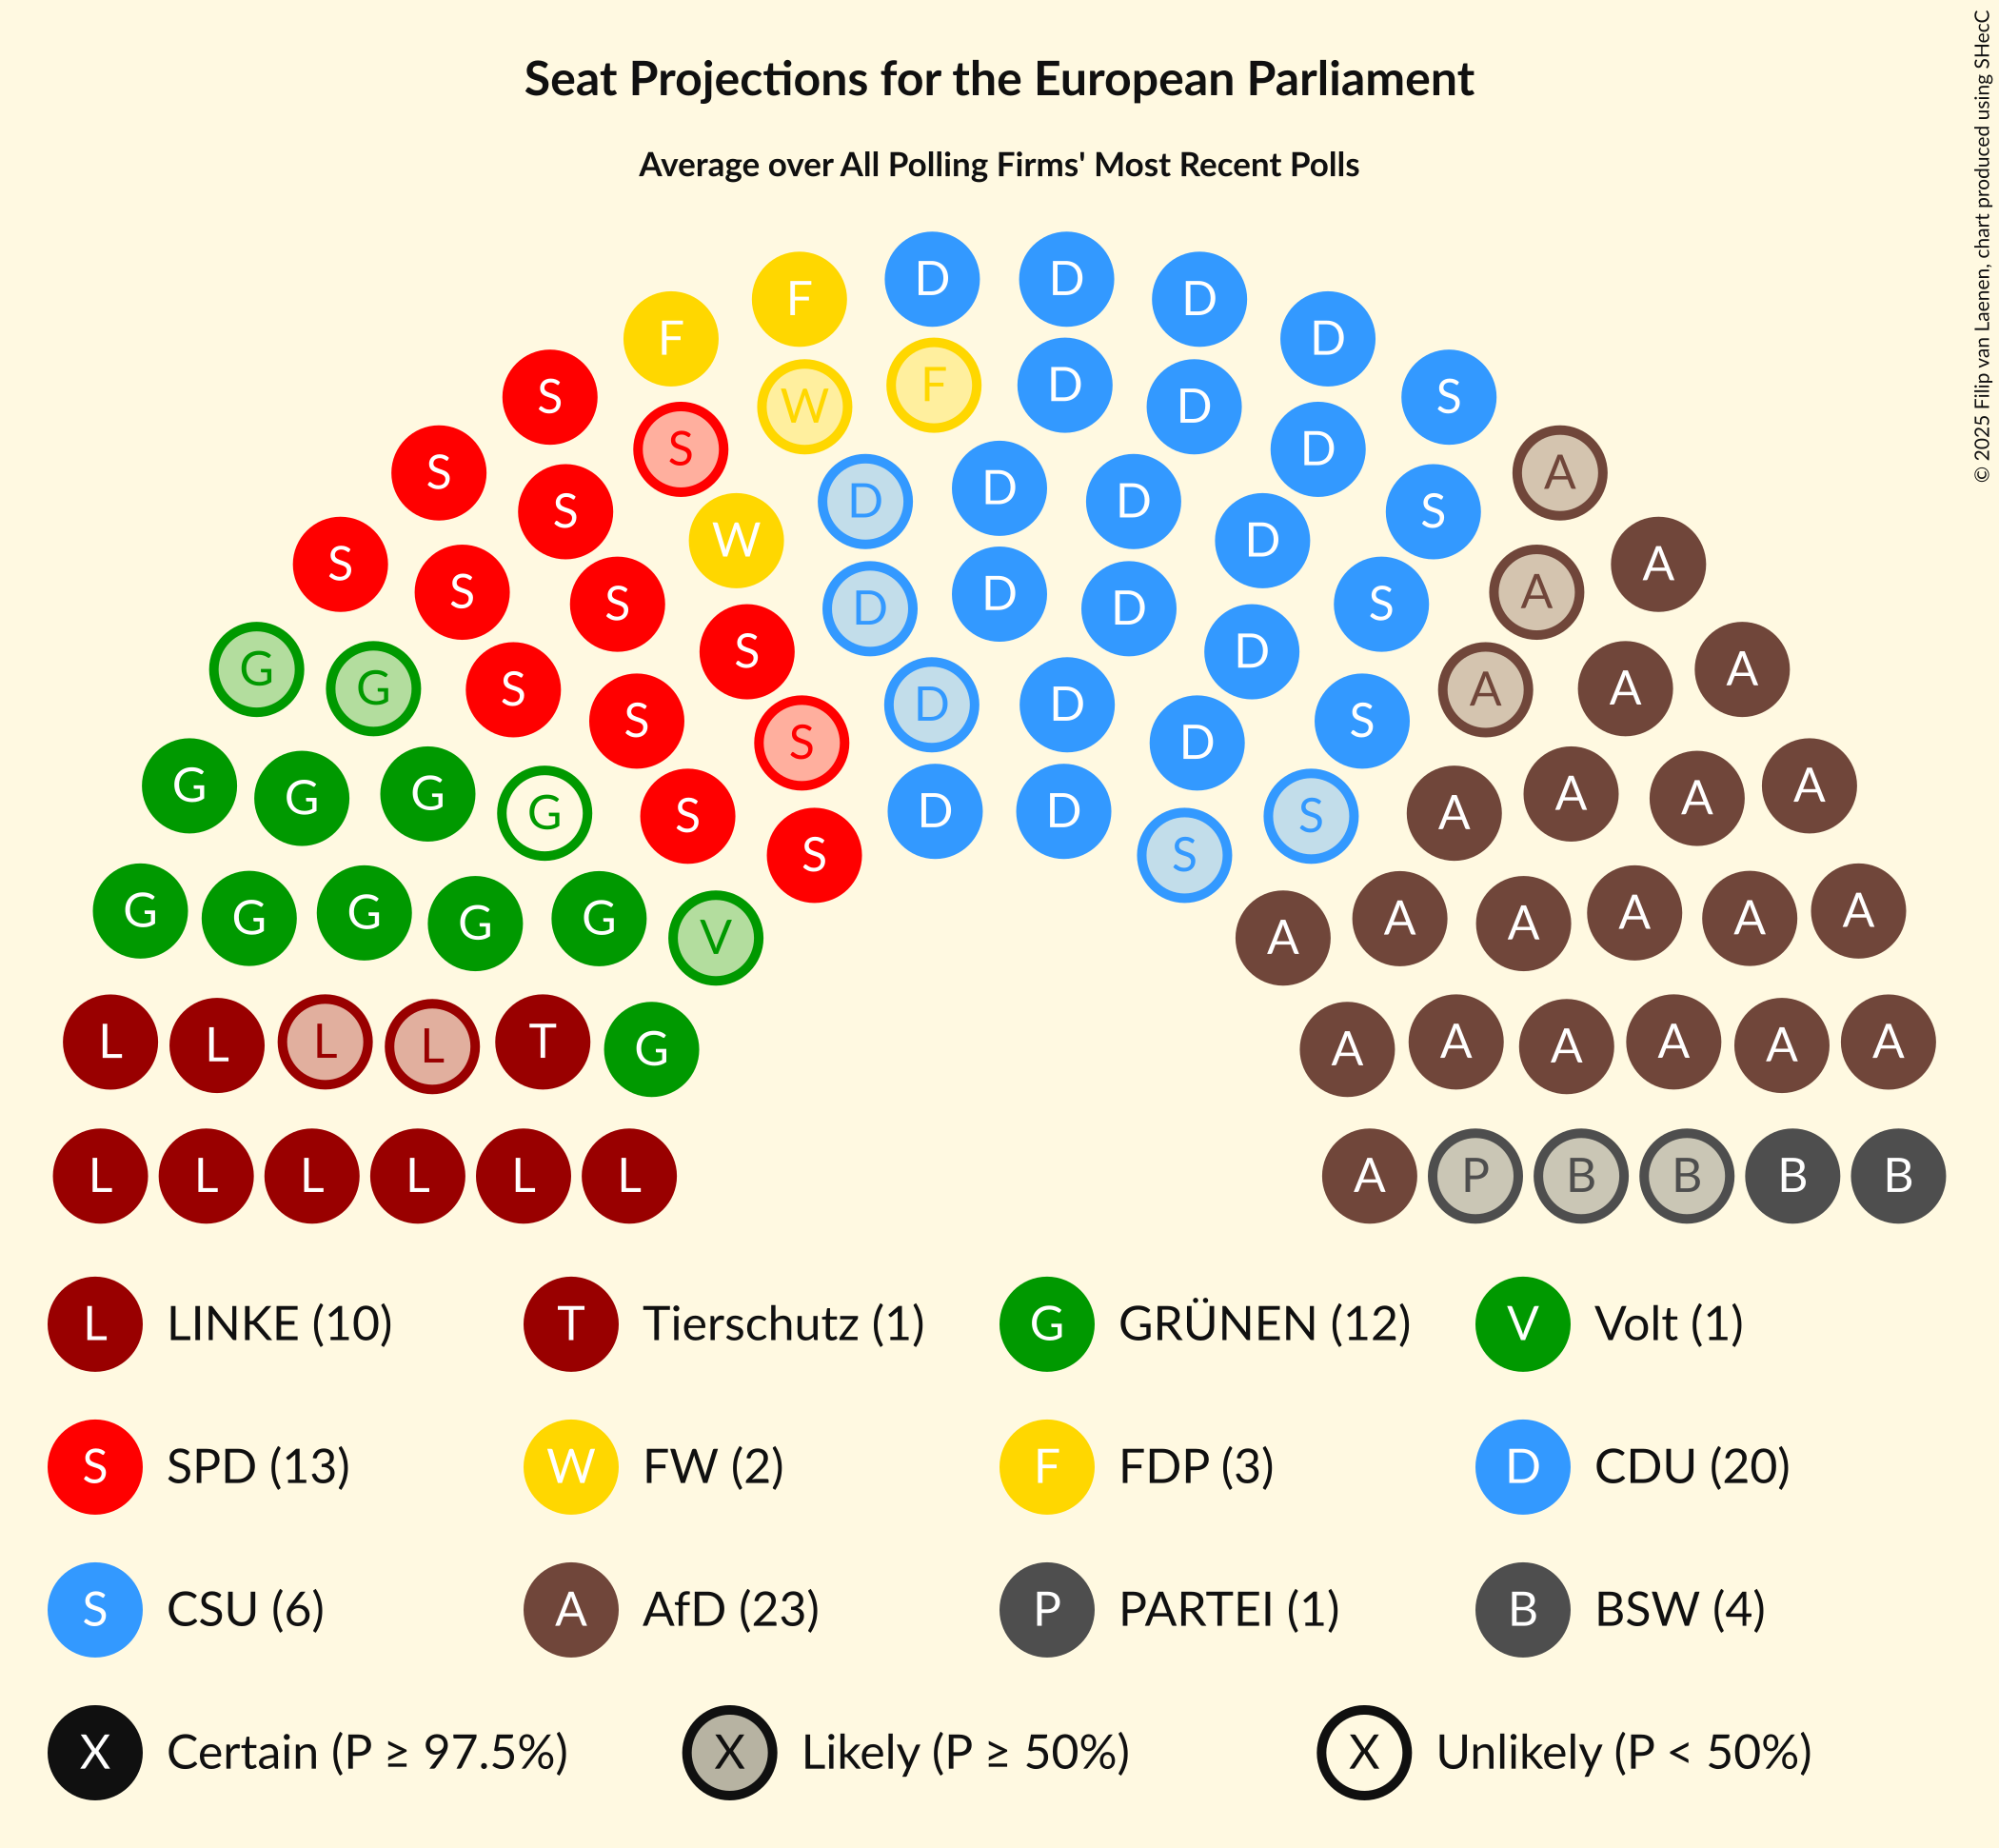 Seat Projections for the European Parliament
Average over All Polling Firms' Most Recent Polls
© 2025 Filip van Laenen, chart produced using SHecC
D D
F D
F D
D D
S S
W D
S D
S A
D D
S D
S S
W D
S A
S A
D D
D D
S A
S S
S D
G A
G A
S A
D D
S S
S D
G A
G A
G A
G A
D D
S S
S S
G A
G A
G A
G A
G A
V A
L A
L A
L A
L A
T A
G A
L L L L L L A P B B B B
L LINKE (10) T Tierschutz (1) G GRÜNEN (12) V Volt (1)
S SPD (13) W FW (2) F FDP (3) D CDU (20)
S CSU (6) A AfD (23) P PARTEI (1) B BSW (4)
X Certain (P ≥ 97.5%) X Likely (P ≥ 50%) X Unlikely (P < 50%)